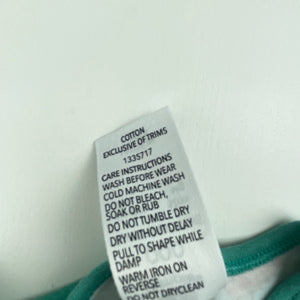 COTTON
EXCLUSIVE OF TRIMS
1335717
CARE INSTRUCTIONS
WASH BEFORE WEAR
COLD MACHINE WASH
DO NOT BLEACH,
SOAK OR RUB
DO NOT TUMBLE DRY
DRY WITHOUT DELAY
PULL TO SHAPE WHILE
DAMP
WARM IRON ON
REVERSE
DO NOT DRYCLEAN